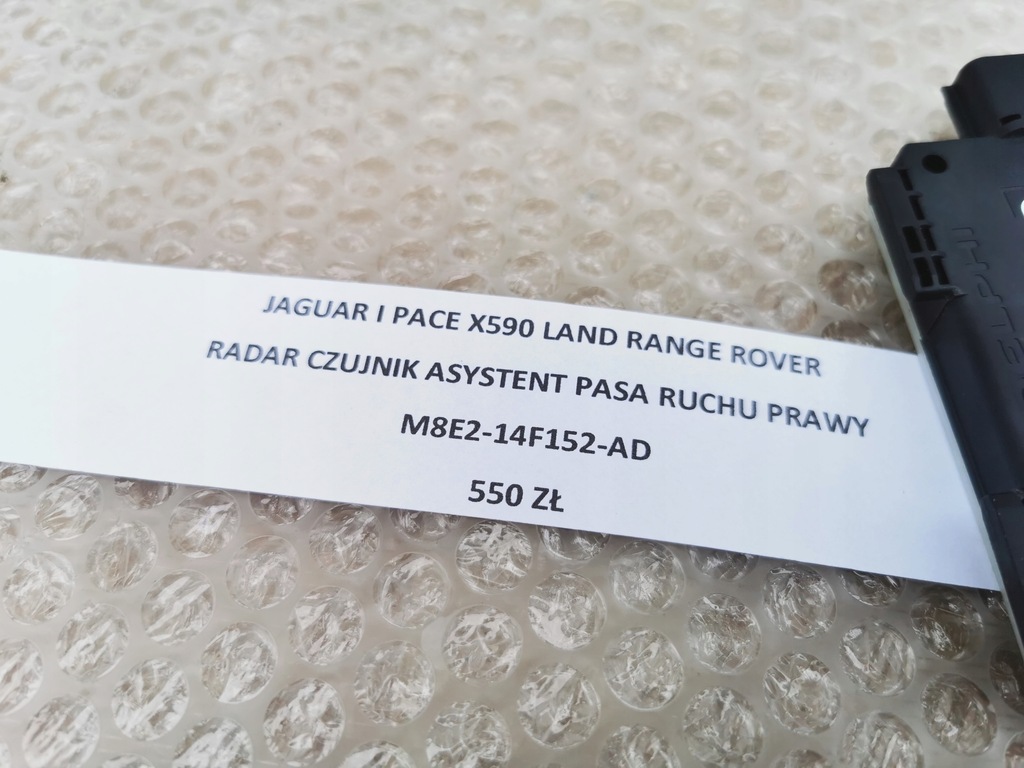 JAGUAR I PACE X590 LAND RANGE ROVER
RADAR CZUJNIK ASYSTENT PASA RUCHU PRAWY
M8E2-14F152-AD
550 ZŁ